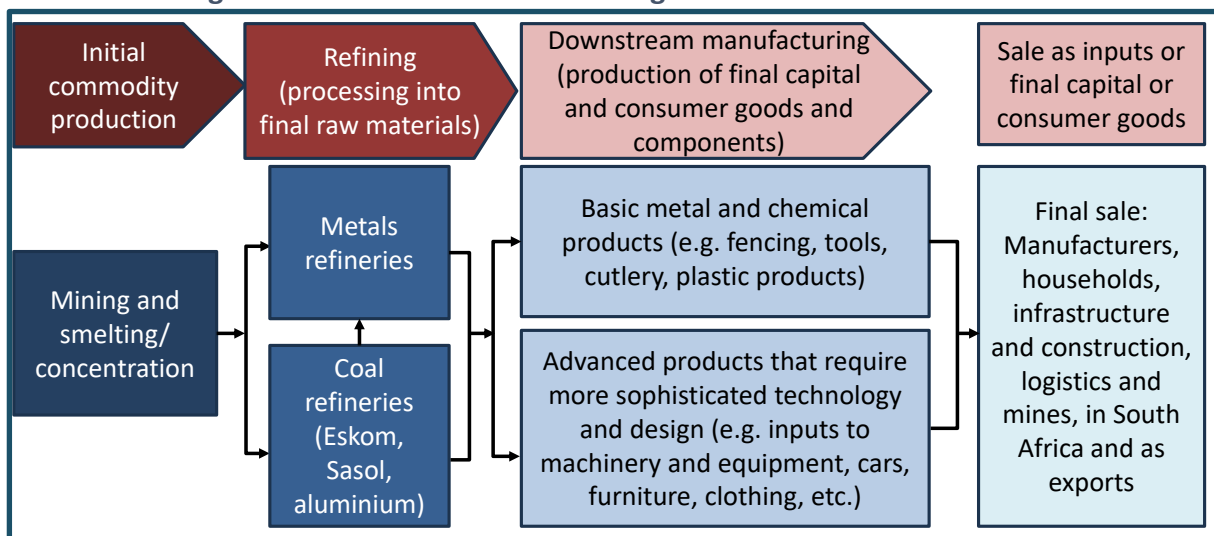 Initial
commodity
production
Refining
(processing into
final raw materials)
Downstream manufacturing
(production of final capital
and consumer goods and
components)
Sale as inputs or
final capital or
consumer goods
Mining and
smelting/
concentration
Metals
refineries
Coal
refineries
(Eskom,
Sasol,
aluminium)
Basic metal and chemical
products (e.g. fencing, tools,
cutlery, plastic products)
Advanced products that require
more sophisticated technology
and design (e.g. inputs to
machinery and equipment, cars,
furniture, clothing, etc.)
Final sale:
Manufacturers,
households,
infrastructure
and construction,
logistics and
mines, in South
Africa and as
exports